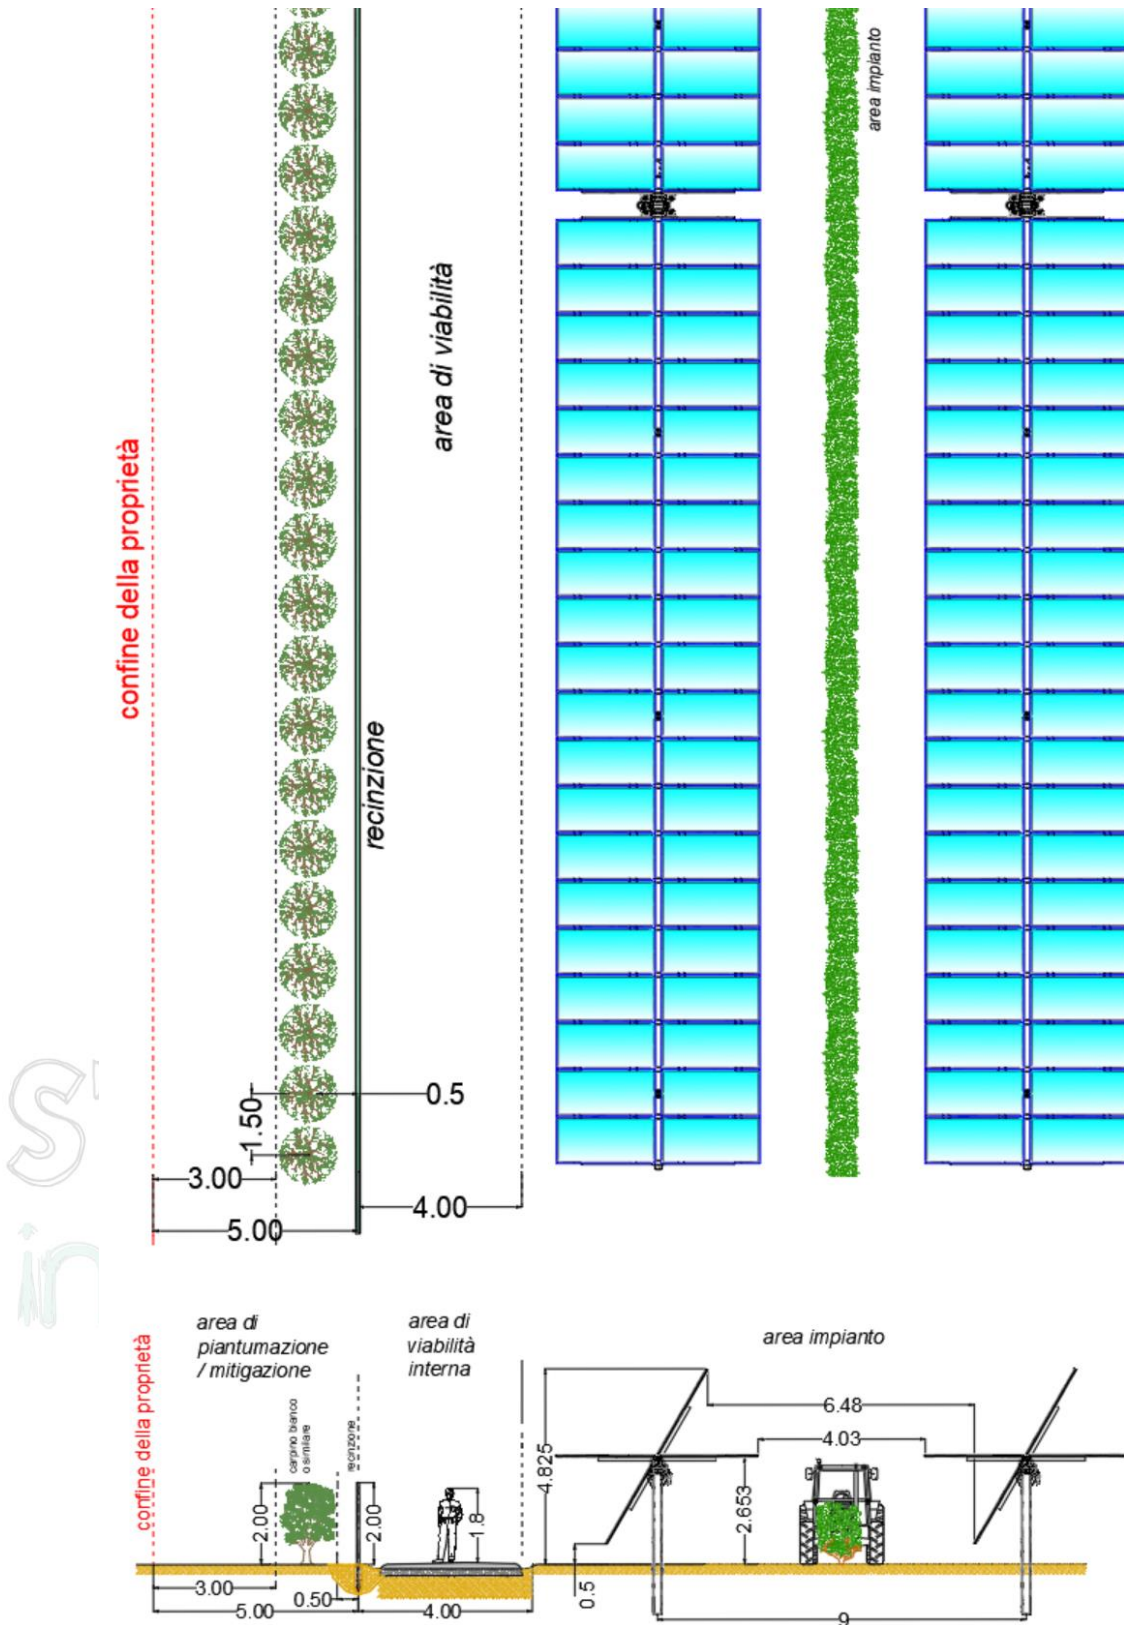 area impianto
area di viabilità
confine della proprietà
recinzione
0.5
1.50
3.00
4.00
5.00
area di
piantumazione
/ mitigazione
area di
viabilità
interna
area impianto
confine della proprietà
carpino bianco
o similare
recinzione
2.00
2.00
1.8
4.825
6.48
4.03
2.653
0.5
3.00
0.50
5.00
4.00
9